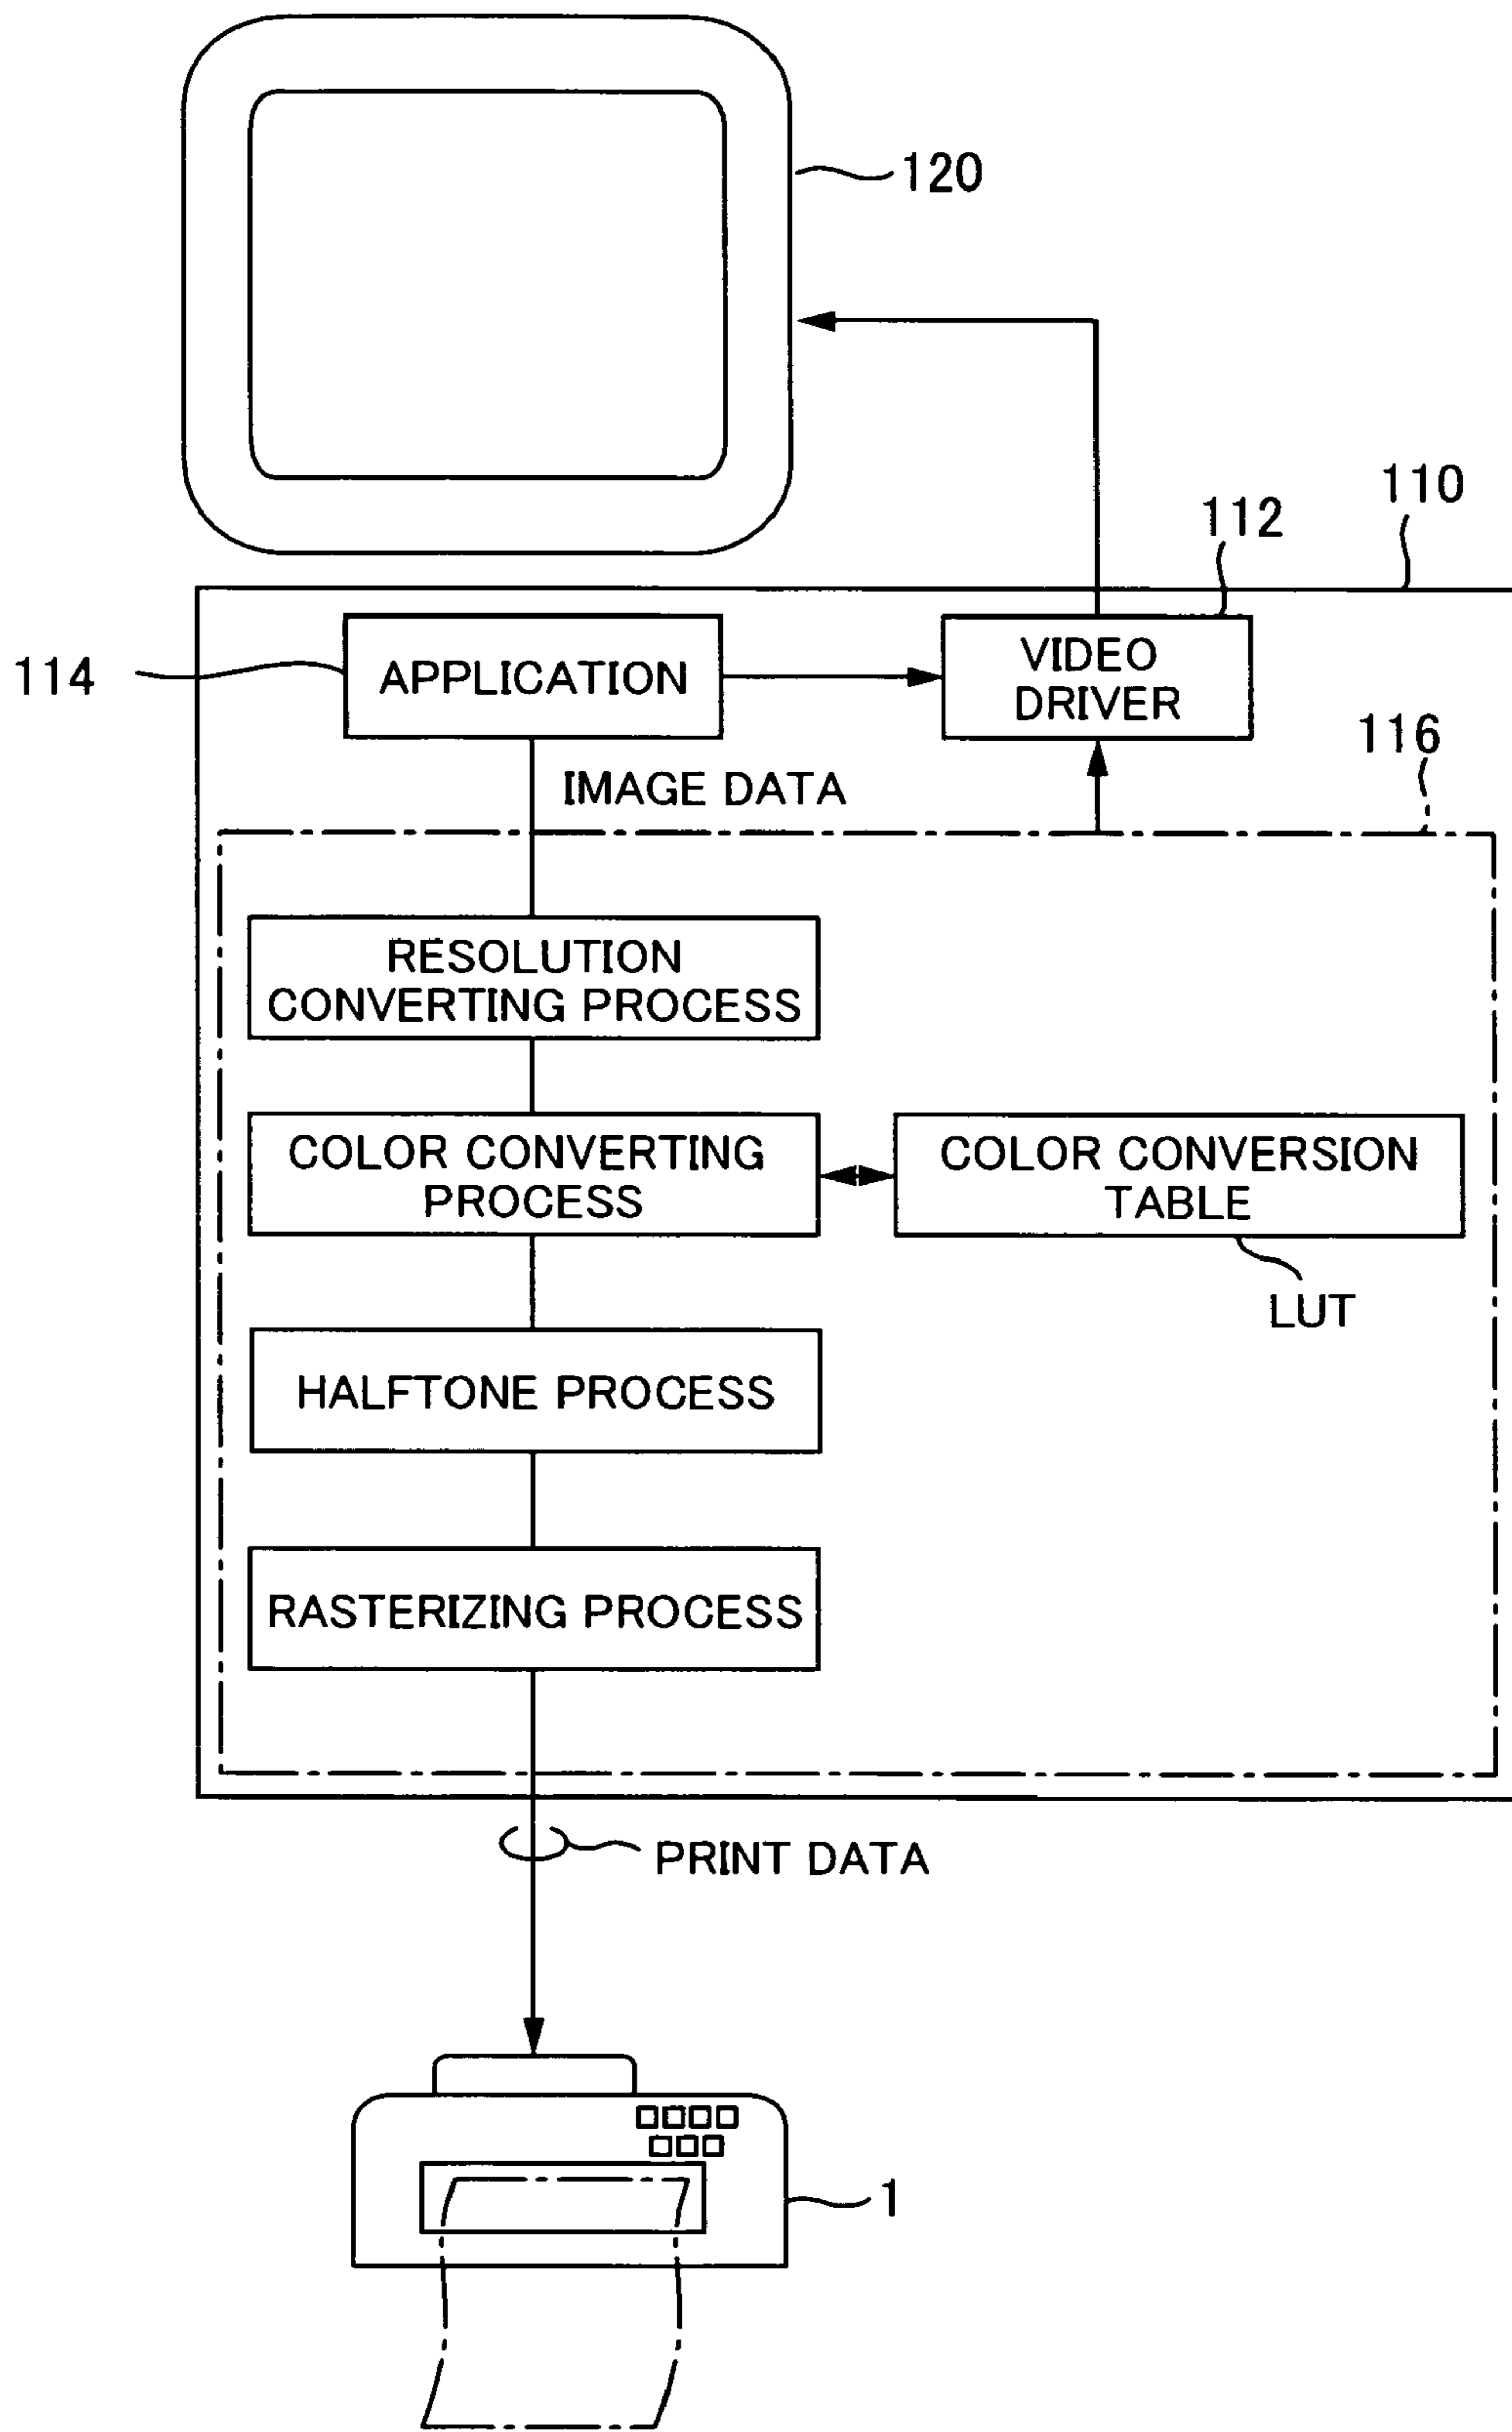 120
110
112
114
APPLICATION
VIDEO
DRIVER
116
IMAGE DATA
RESOLUTION
CONVERTING PROCESS
COLOR CONVERTING
PROCESS
COLOR CONVERSION
TABLE
LUT
HALFTONE PROCESS
RASTERIZING PROCESS
PRINT DATA
1